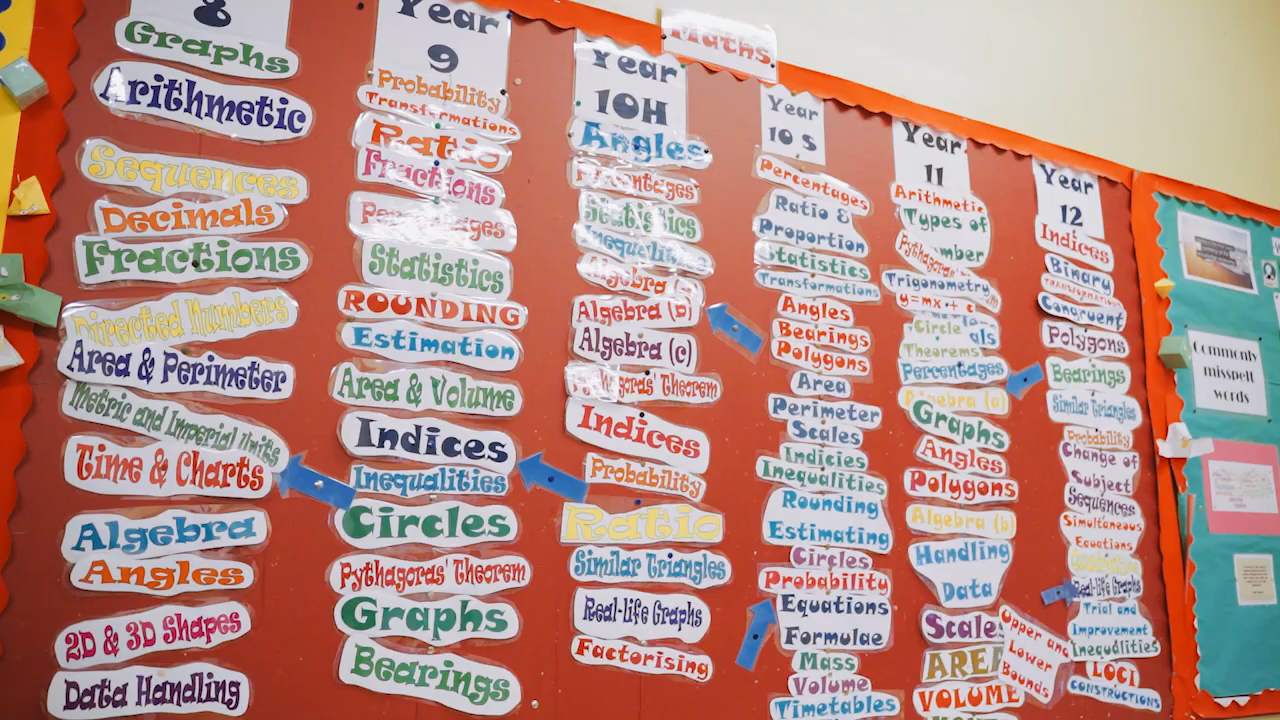 Maths
8
Graphs
Arithmetic
Sequences
Decimals
Fractions
Directed Numbers
Area & Perimeter
Metric and Imperial Units
Time & Charts
Algebra
Angles
2D & 3D Shapes
Data Handling
Year
9
Probability
Transformations
Ratio
Fractions
Percentages
Statistics
ROUNDING
Estimation
Area & Volume
Indices
Inequalities
Circles
Pythagoras' Theorem
Graphs
Bearings
Year
10H
Angles
Percentages
Statistics
Inequalities
Algebra (a)
Algebra (b)
Algebra (c)
Pythagoras' Theorem
Indices
Probability
Ratio
Similar Triangles
Real-life Graphs
Factorising
Year
10 S
Percentages
Ratio &
Proportion
Statistics
Transformations
Angles
Bearings
Polygons
Area
Perimeter
Scales
Indicies
Inequalities
Rounding
Estimating
Circles
Probability
Equations
Formulae
Mass
Volume
Timetables
Year
11
Arithmetic
Types of
mber
Pythagoras'
Trigonometry
y=mx+c
als
Circle
Theorems
Percentages
Algebra (a)
Graphs
Angles
Polygons
Algebra (b)
Handling
Data
Scales
Upper and
Lower
Bounds
AREA
VOLUME
Year
12
Indices
Binary
TRANSFORMATIONS
Congruent
Polygons
Bearings
Similar Triangles
Probability
Change of
Subject
Sequences
Simultaneous
Equations
Real-life Graphs
Trial and
Improvement
Inequalities
LOCI
CONSTRUCTIONS
Commonly
misspelt
words